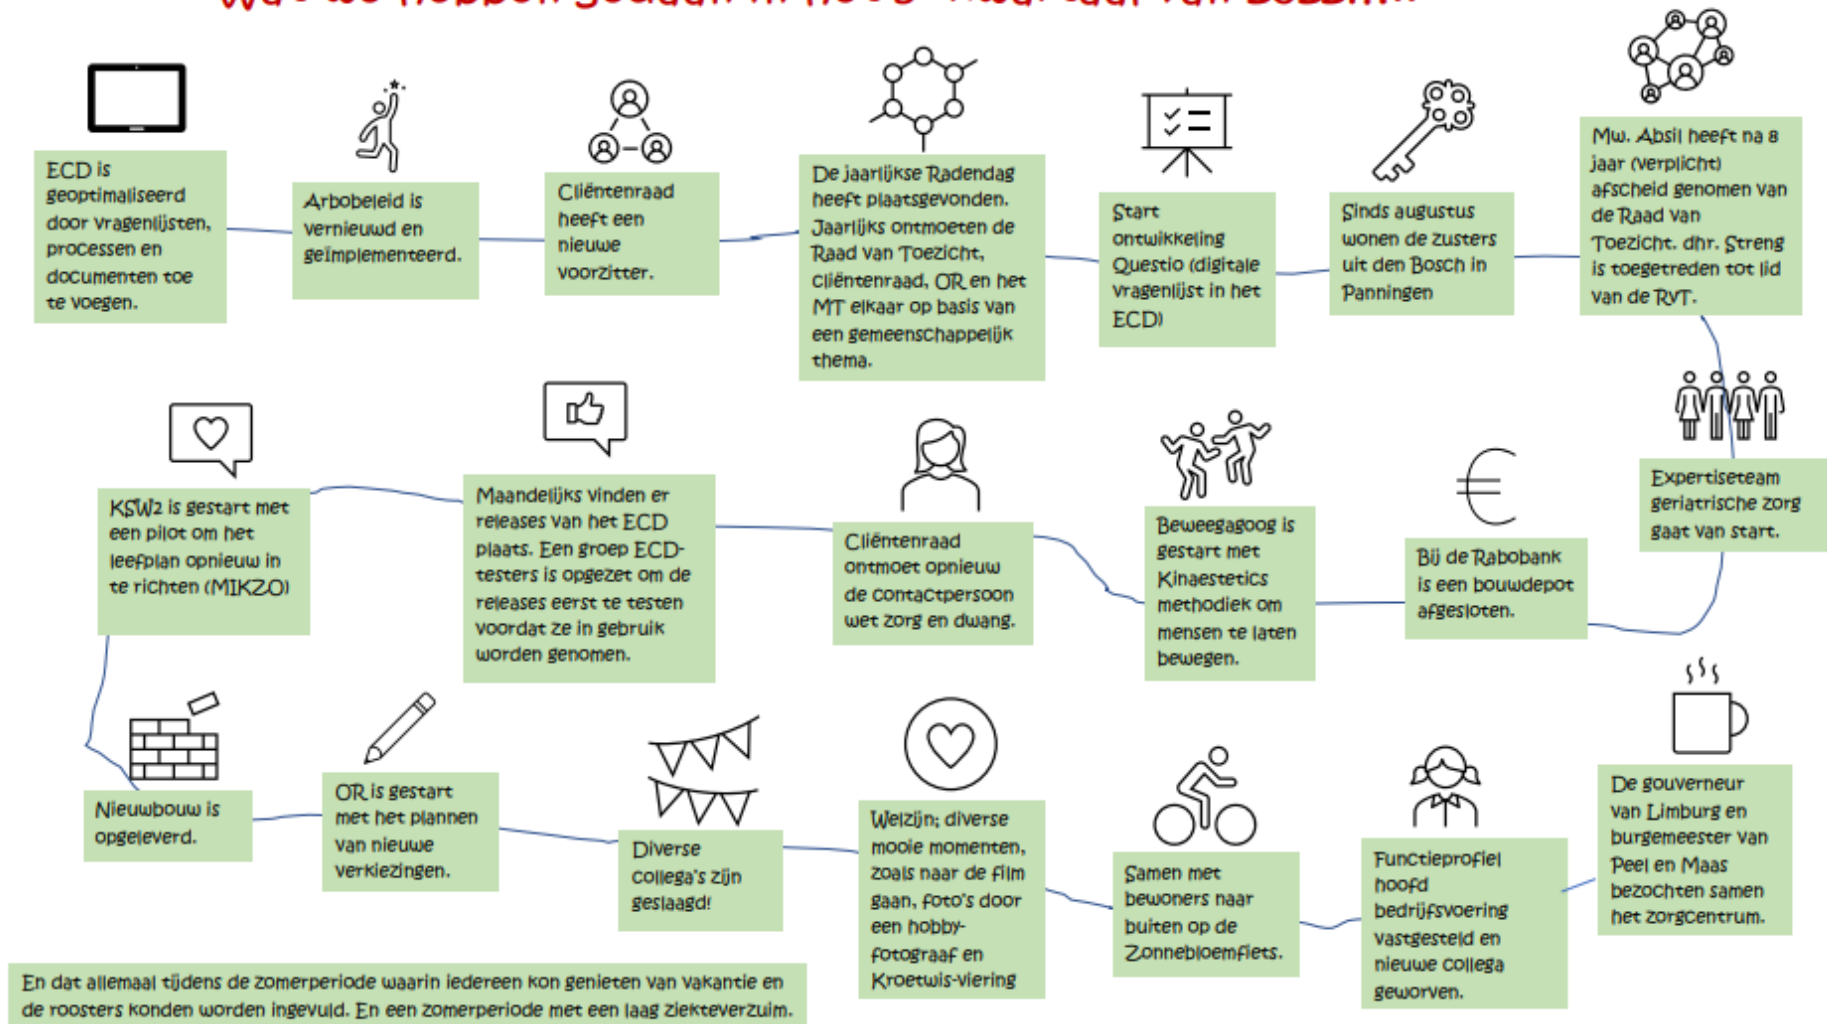 ECD is
geoptimaliseerd
door vragenlijsten,
processen en
documenten toe
te voegen.
Arbobeleid is
vernieuwd en
geïmplementeerd.
Cliëntenraad
heeft een
nieuwe
voorzitter.
De jaarlijkse Radendag
heeft plaatsgevonden.
Jaarlijks ontmoeten de
Raad van Toezicht,
cliëntenraad, OR en het
MT elkaar op basis van
een gemeenschappelijk
thema.
Start
ontwikkeling
Questio (digitale
vragenlijst in het
ECD)
Sinds augustus
wonen de zusters
uit den Bosch in
Panningen
Mw. Absil heeft na 8
jaar (verplicht)
afscheid genomen van
de Raad van
Toezicht. dhr. Streng
is toegetreden tot lid
van de RvT.
Expertiseteam
geriatrische zorg
gaat van start.
Bij de Rabobank
is een bouwdepot
afgesloten.
Beweegagoog is
gestart met
Kinaestetics
methodiek om
mensen te laten
bewegen.
Cliëntenraad
ontmoet opnieuw
de contactpersoon
wet zorg en dwang.
Maandelijks vinden er
releases van het ECD
plaats. Een groep ECD-
testers is opgezet om de
releases eerst te testen
voordat ze in gebruik
worden genomen.
KSW2 is gestart met
een pilot om het
leefplan opnieuw in
te richten (MIKZO)
Nieuwbouw is
opgeleverd.
OR is gestart
met het plannen
van nieuwe
verkiezingen.
Diverse
collega's zijn
geslaagd!
Welzijn; diverse
mooie momenten,
zoals naar de film
gaan, foto's door
een hobby-
fotograaf en
Kroetwis-viering
Samen met
bewoners naar
buiten op de
Zonnebloemfiets.
Functieprofiel
hoofd
bedrijfsvoering
vastgesteld en
nieuwe collega
geworven.
De gouverneur
van Limburg en
burgemeester van
Peel en Maas
bezochten samen
het zorgcentrum.
En dat allemaal tijdens de zomerperiode waarin iedereen kon genieten van vakantie en
de roosters konden worden ingevuld. En een zomerperiode met een laag ziekteverzuim.